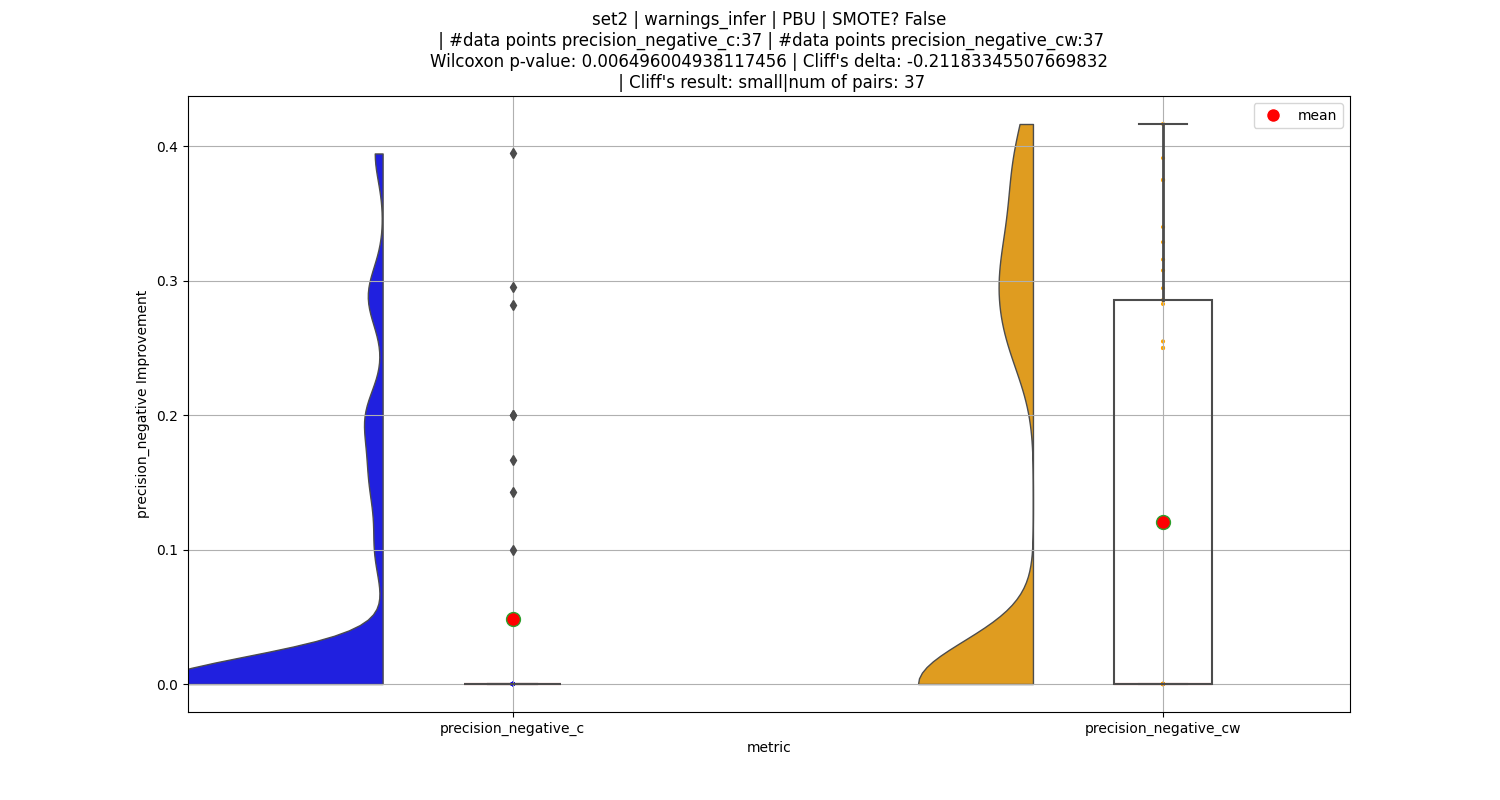 set2 | warnings_infer | PBU | SMOTE? False
| #data points precision_negative_c:37 | #data points precision_negative_cw:37
Wilcoxon p-value: 0.006496004938117456 | Cliff's delta: -0.21183345507669832
| Cliff's result: small|num of pairs: 37
mean
precision_negative Improvement
0.4
0.3
0.2
0.1
0.0
precision_negative_c
precision_negative_cw
metric